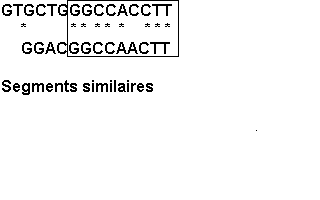 GTGCTGGGCCACCTT
* * * * * * * * *
GGACGGCCAACTT
Segments similaires